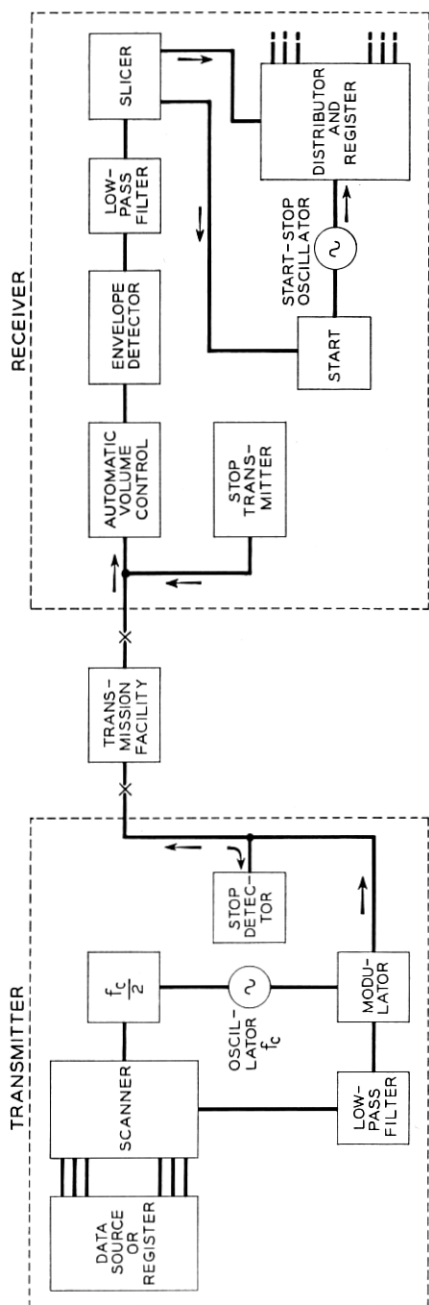 TRANSMITTER
DATA
SOURCE
OR
REGISTER
SCANNER
fc
2
OSCIL-
LATOR
fc
LOW-
PASS
FILTER
MODU-
LATOR
STOP
DETEC-
TOR
TRANS-
MISSION
FACILITY
RECEIVER
AUTOMATIC
VOLUME
CONTROL
ENVELOPE
DETECTOR
LOW-
PASS
FILTER
SLICER
STOP
TRANS-
MITTER
START
START-STOP
OSCILLATOR
DISTRIBUTOR
AND
REGISTER